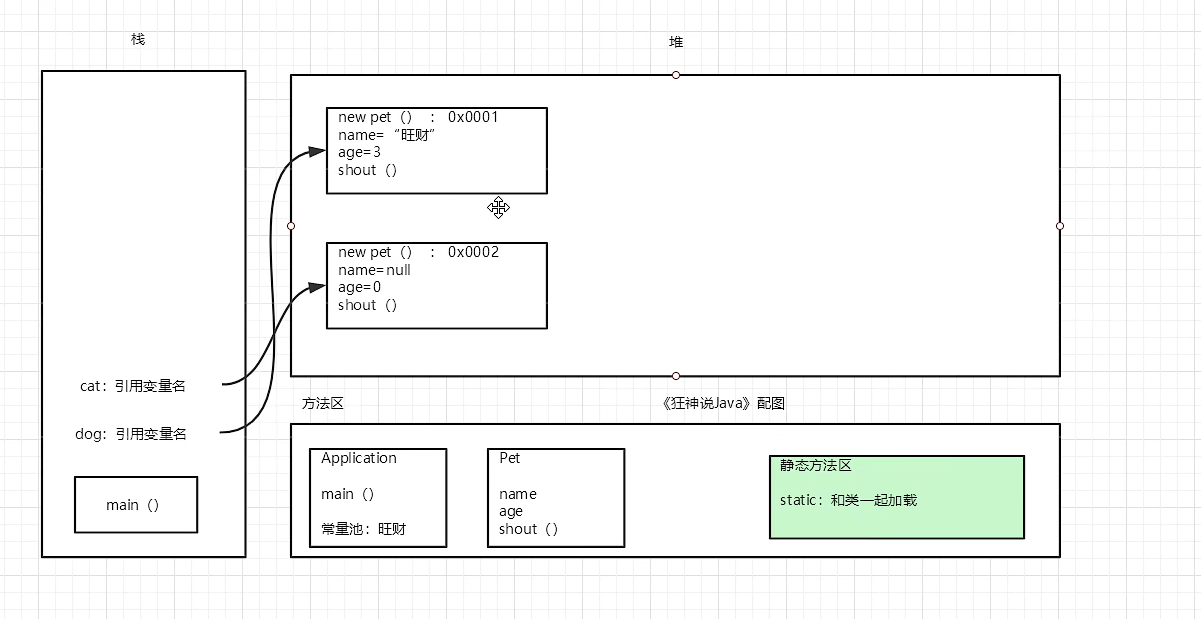 栈
堆
new pet（） ： 0x0001
name= “旺财”
age=3
shout（）
new pet（） ： 0x0002
name=null
age=0
shout（）
cat：引用变量名
dog：引用变量名
main（）
方法区
《狂神说Java》配图
Application
main（）
常量池：旺财
Pet
name
age
shout（）
静态方法区
static：和类一起加载